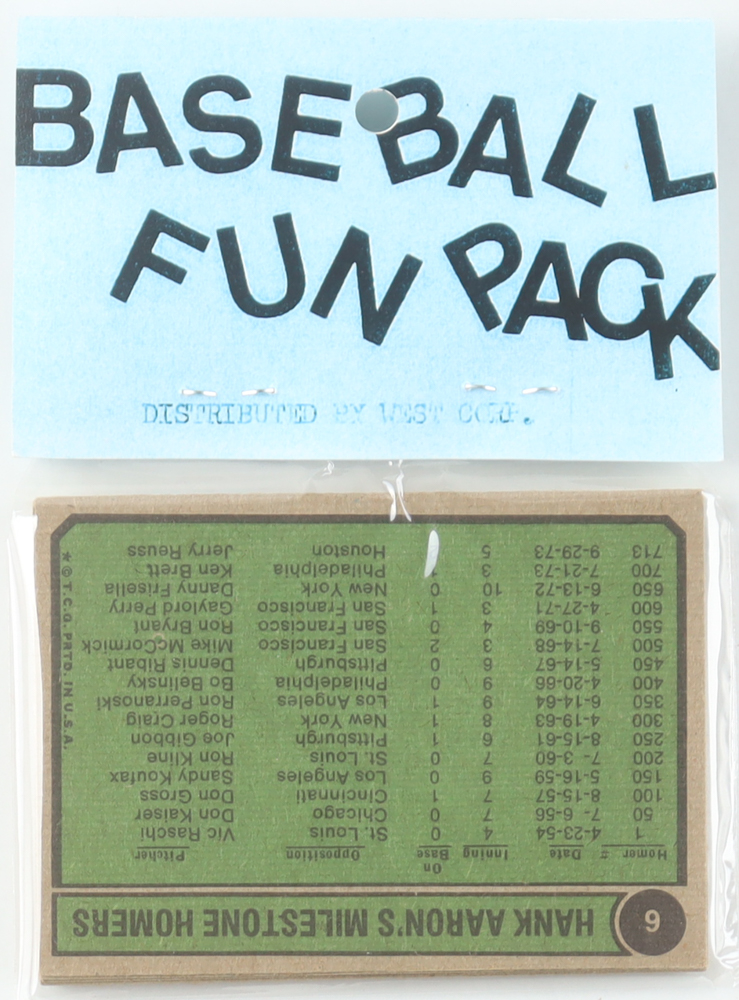 BASEBALL
FUN PACK
DISTRIBUTED BY WEST CORP.
6
HANK AARON'S MILESTONE HOMERS
Homer # Date Inning On Base Opposition Pitcher
1 4-23-54 4 0 St. Louis Vic Raschi
50 7- 6-56 7 0 Chicago Don Kaiser
100 8-15-57 7 1 Cincinnati Don Gross
150 5-16-59 9 0 Los Angeles Sandy Koufax
200 7- 3-60 7 0 St. Louis Ron Kline
250 8-15-61 6 1 Pittsburgh Joe Gibbon
300 4-19-63 8 1 New York Roger Craig
350 6-14-64 9 1 Los Angeles Ron Perranoski
400 4-20-66 9 0 Philadelphia Bo Belinsky
450 5-14-67 6 0 Pittsburgh Dennis Ribant
500 7-14-68 3 2 San Francisco Mike McCormick
550 9-10-69 4 0 San Francisco Ron Bryant
600 4-27-71 3 1 San Francisco Gaylord Perry
650 6-13-72 10 0 New York Danny Frisella
700 7-21-73 3 1 Philadelphia Ken Brett
713 9-29-73 5 Houston Jerry Reuss
* © T.C.G. PRTD. IN U.S.A.